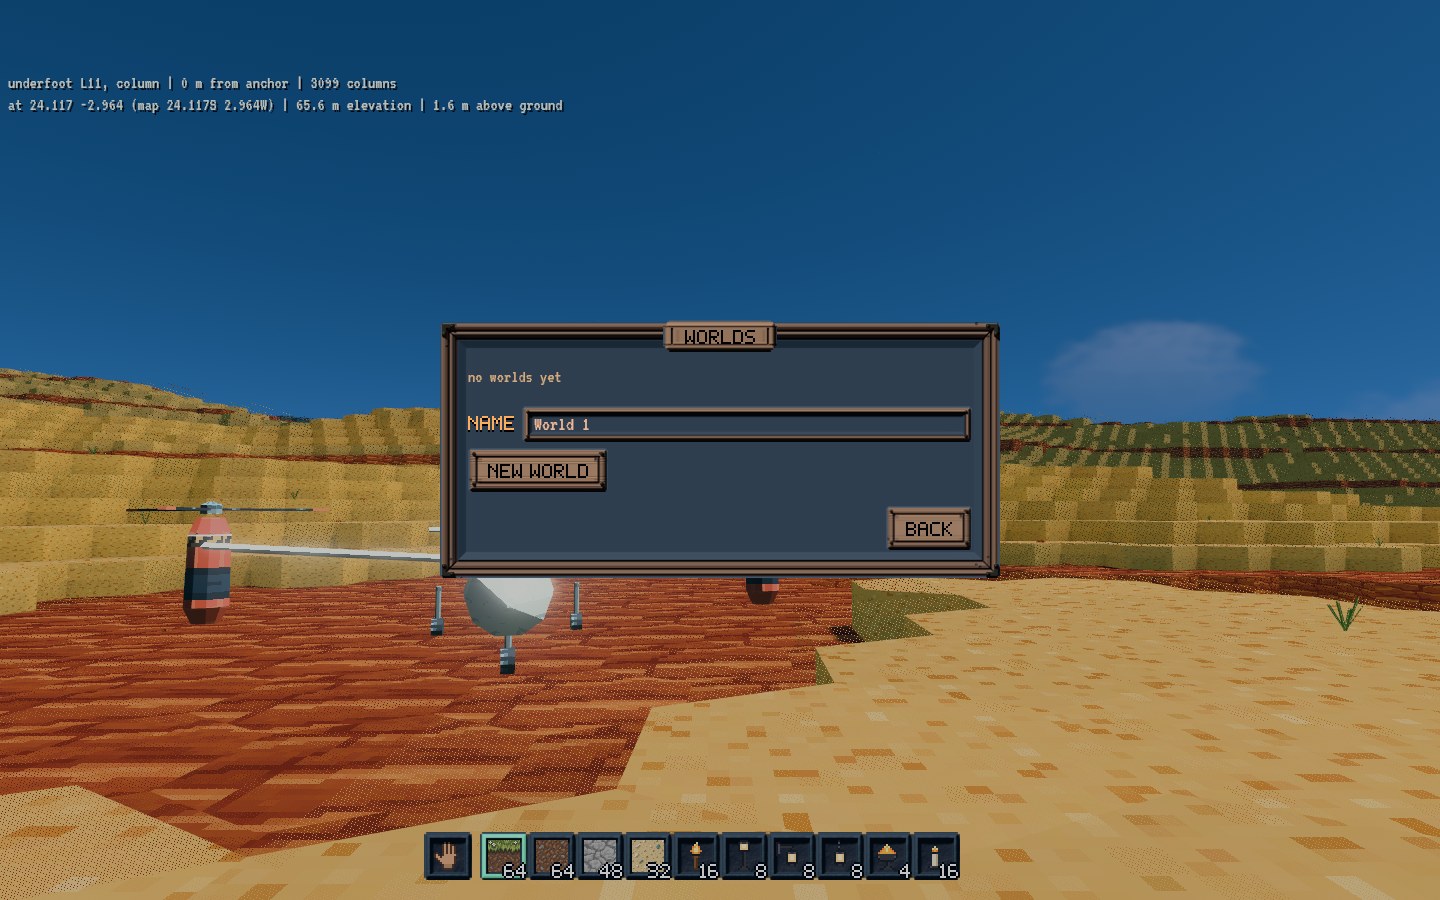 underfoot L11, column | 0 m from anchor | 3099 columns
at 24.117 -2.964 (map 24.117S 2.964W) | 65.6 m elevation | 1.6 m above ground
WORLDS
no worlds yet
NAME World 1
NEW WORLD
BACK
64 64 48 32 16 8 8 8 4 16